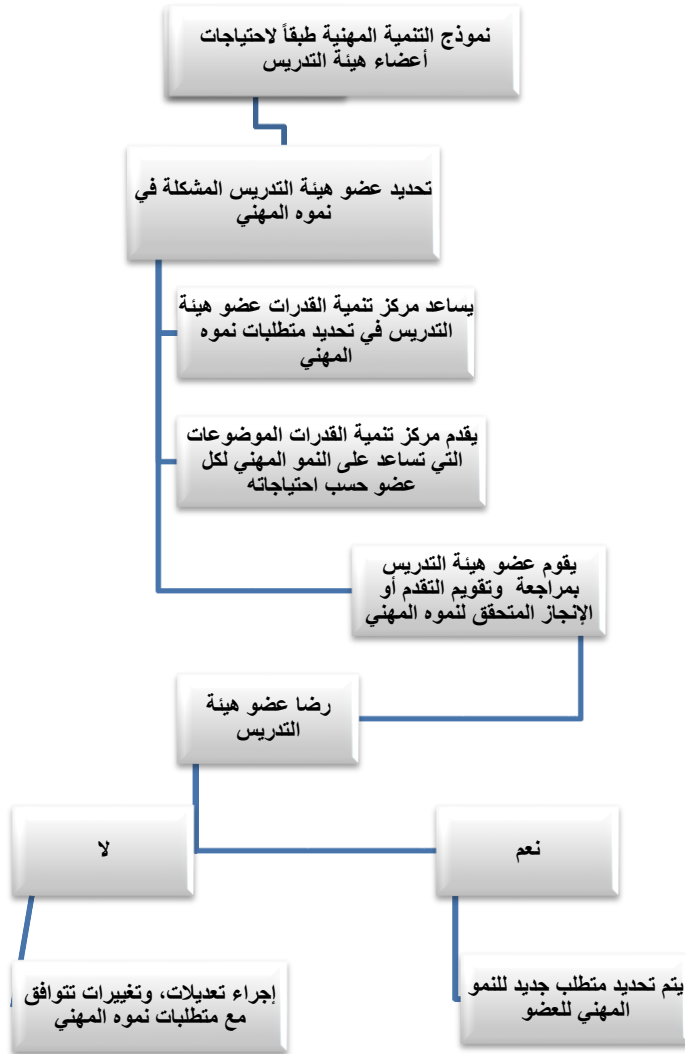 نموذج التنمية المهنية طبقاً لاحتياجات
أعضاء هيئة التدريس
تحديد عضو هيئة التدريس المشكلة في
نموه المهني
يساعد مركز تنمية القدرات عضو هيئة
التدريس في تحديد متطلبات نموه
المهني
يقدم مركز تنمية القدرات الموضوعات
التي تساعد على النمو المهني لكل
عضو حسب احتياجاته
يقوم عضو هيئة التدريس
بمراجعة وتقويم التقدم أو
الإنجاز المتحقق لنموه المهني
رضا عضو هيئة
التدريس
نعم
لا
يتم تحديد متطلب جديد للنمو
المهني للعضو
إجراء تعديلات، وتغييرات تتوافق
مع متطلبات نموه المهني